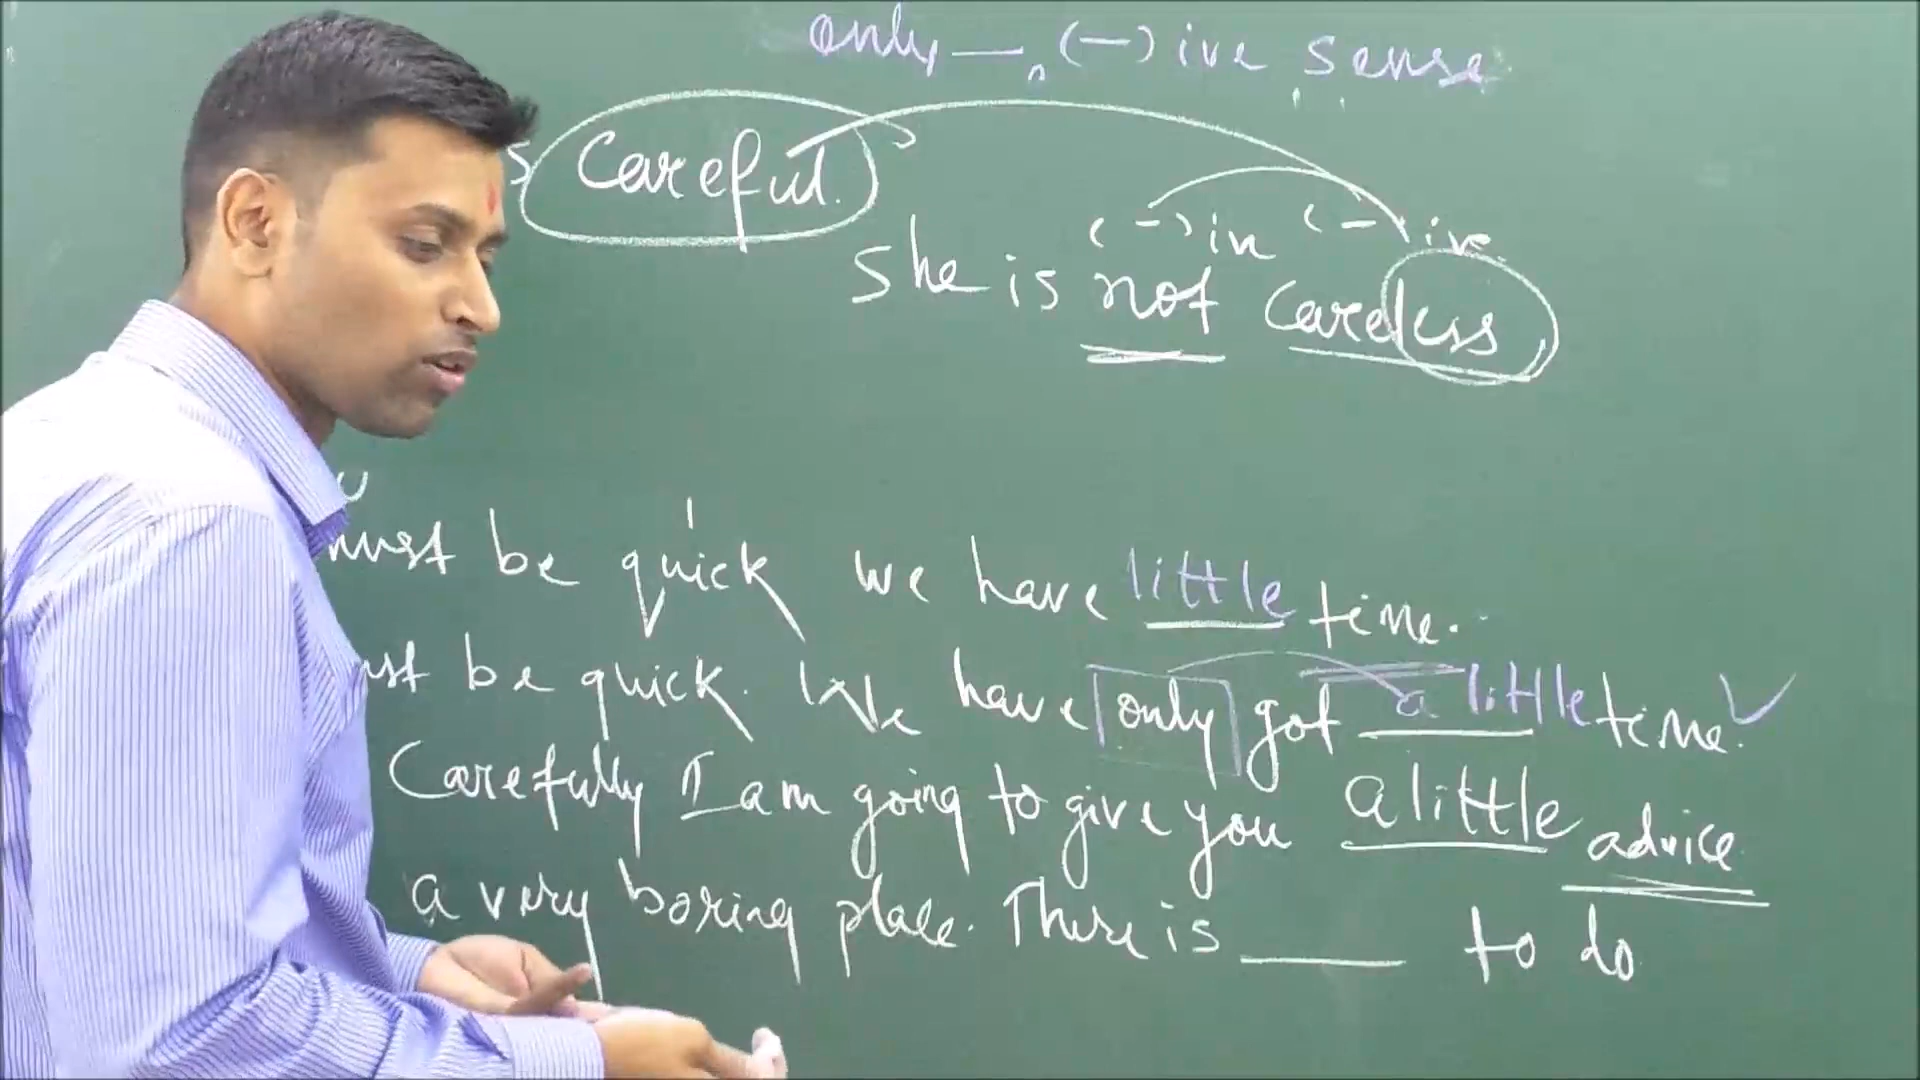 only — (-) ive sense
s careful.
(-) ive (-) ive
She is not careless
must be quick we have little time.
ust be quick. We have only got a little time.
Carefully I am going to give you a little advice
a very boring place. There is ____ to do